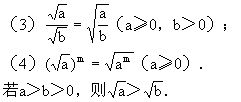 （3）√a/√b＝√(a/b)（a≥0，b＞0）；
（4）(√a)ᵐ＝√(aᵐ)（a≥0）．
若a＞b＞0，则√a＞√b．